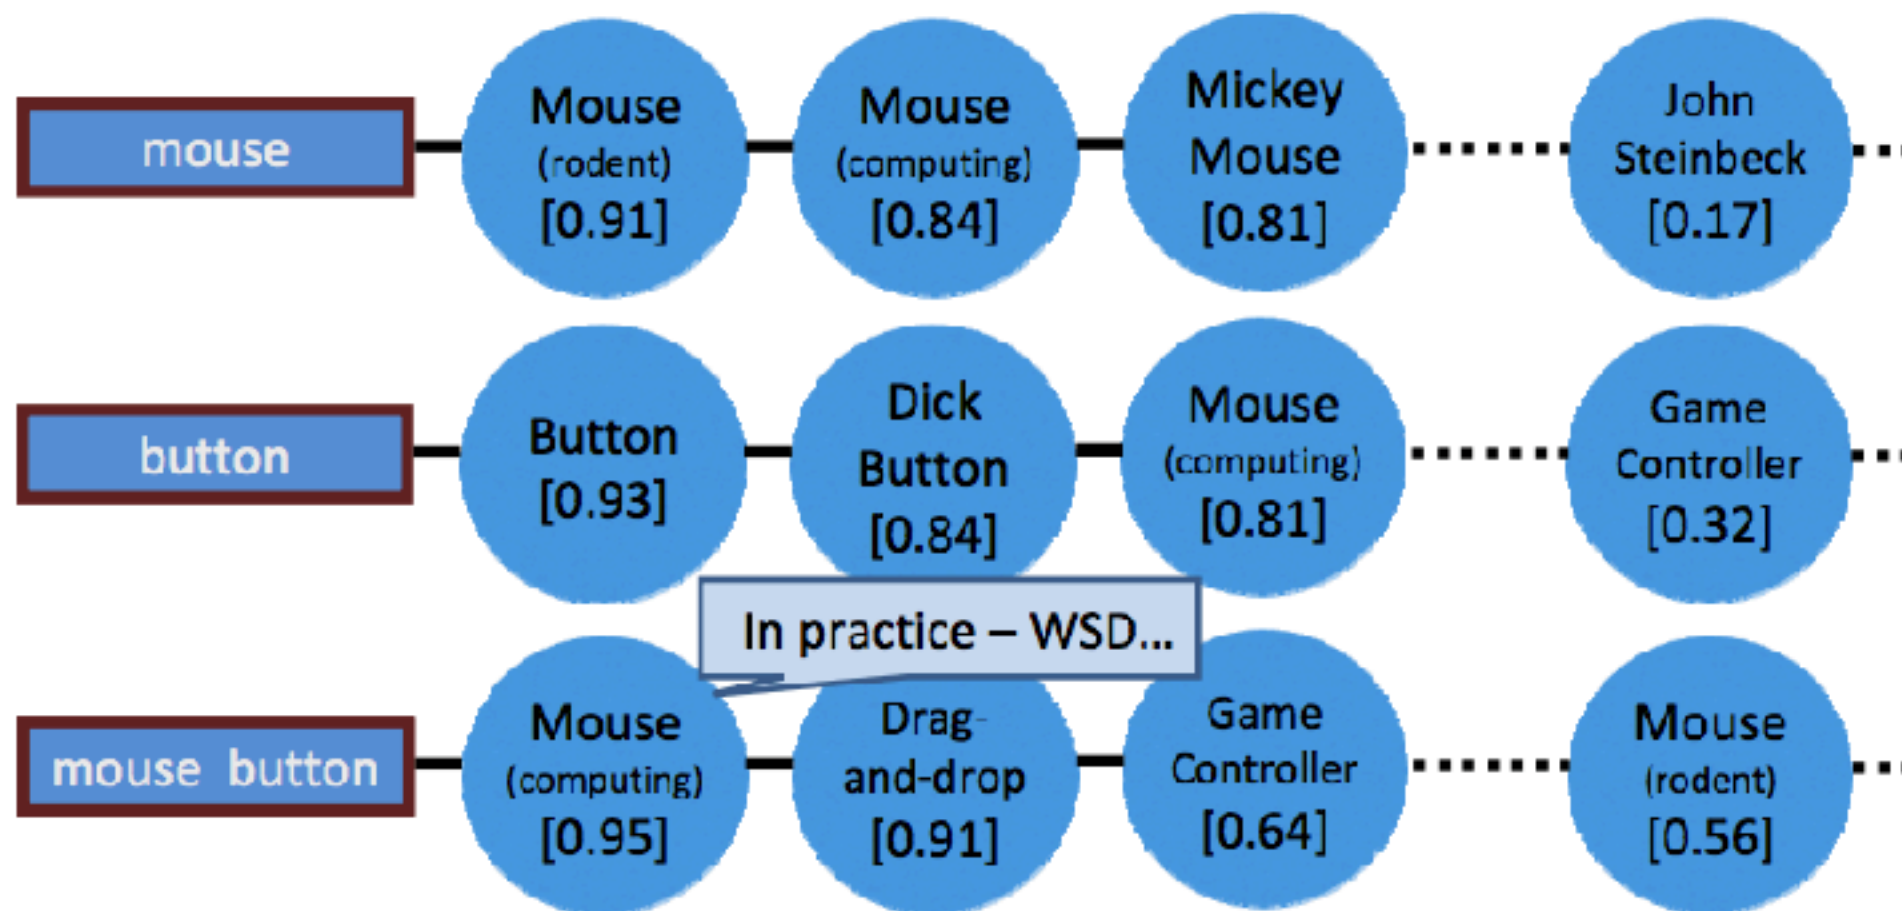 mouse
Mouse
(rodent)
[0.91]
Mouse
(computing)
[0.84]
Mickey
Mouse
[0.81]
John
Steinbeck
[0.17]
button
Button
[0.93]
Dick
Button
[0.84]
Mouse
(computing)
[0.81]
Game
Controller
[0.32]
In practice – WSD...
mouse button
Mouse
(computing)
[0.95]
Drag-
and-drop
[0.91]
Game
Controller
[0.64]
Mouse
(rodent)
[0.56]